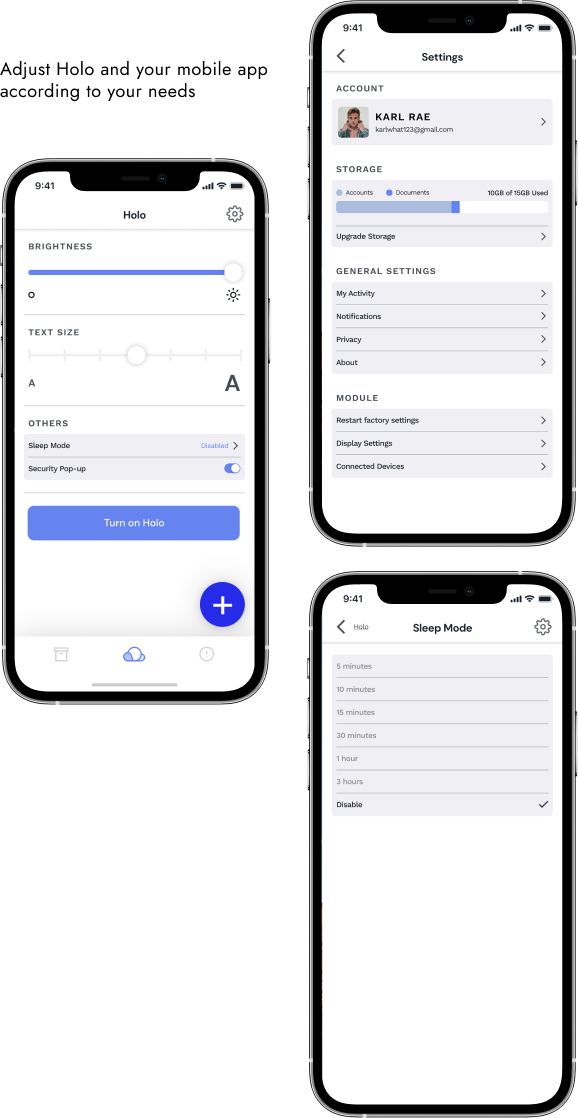 Adjust Holo and your mobile app
according to your needs
9:41
Holo
BRIGHTNESS
TEXT SIZE
A
A
OTHERS
Sleep Mode
Disabled
Security Pop-up
Turn on Holo
9:41
Settings
ACCOUNT
KARL RAE
karlwhat123@gmail.com
STORAGE
Accounts
Documents
10GB of 15GB Used
Upgrade Storage
GENERAL SETTINGS
My Activity
Notifications
Privacy
About
MODULE
Restart factory settings
Display Settings
Connected Devices
9:41
Holo
Sleep Mode
5 minutes
10 minutes
15 minutes
30 minutes
1 hour
3 hours
Disable